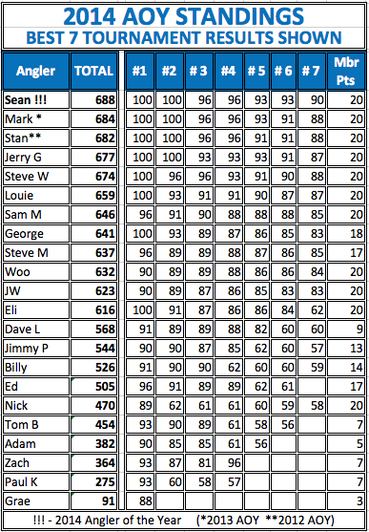 2014 AOY STANDINGS
BEST 7 TOURNAMENT RESULTS SHOWN
Angler TOTAL #1 #2 # 3 #4 # 5 # 6 # 7 Mbr Pts
Sean !!! 688 100 100 96 96 93 93 90 20
Mark * 684 100 100 96 96 93 91 88 20
Stan** 682 100 100 96 96 91 91 88 20
Jerry G 677 100 100 93 93 93 91 87 20
Steve W 674 100 96 96 93 91 90 88 20
Louie 659 100 93 91 91 90 87 87 20
Sam M 646 96 91 90 88 88 88 85 20
George 641 100 93 89 87 86 85 83 18
Steve M 637 96 89 89 88 87 86 85 17
Woo 632 90 89 89 88 86 86 84 20
JW 623 90 89 87 86 85 83 83 20
Eli 616 100 91 87 86 86 84 62 20
Dave L 568 91 89 89 88 82 60 60 9
Jimmy P 544 90 90 87 85 62 60 57 13
Billy 526 91 90 90 62 60 60 59 14
Ed 505 96 91 89 89 62 61 17
Nick 470 89 62 61 61 60 59 58 20
Tom B 454 93 90 89 61 58 56 7
Adam 382 90 85 85 61 56 5
Zach 364 93 87 81 96 7
Paul K 275 93 60 58 57 7
Grae 91 88 3
!!! - 2014 Angler of the Year (*2013 AOY **2012 AOY)